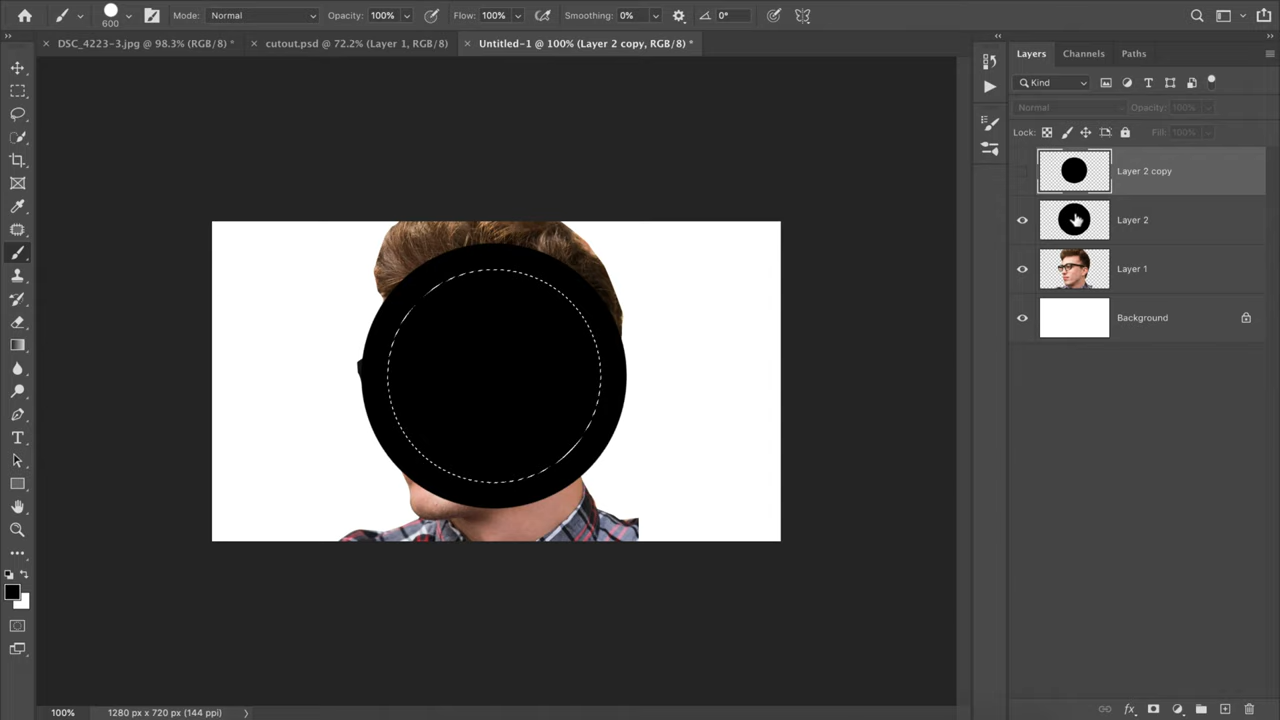 600 Mode: Normal Opacity: 100% Flow: 100% Smoothing: 0% 0°
DSC_4223-3.jpg @ 98.3% (RGB/8) * cutout.psd @ 72.2% (Layer 1, RGB/8) Untitled-1 @ 100% (Layer 2 copy, RGB/8) *
Layers Channels Paths
Kind
Normal Opacity: 100%
Lock: Fill: 100%
Layer 2 copy
Layer 2
Layer 1
Background
100% 1280 px x 720 px (144 ppi)